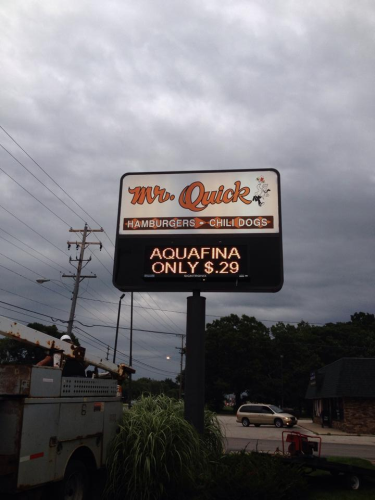 Mr. Quick
HAMBURGERS - CHILI DOGS
AQUAFINA
ONLY $.29